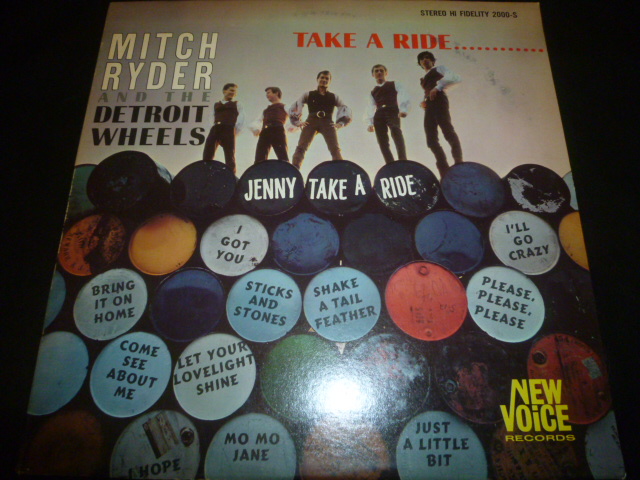 STEREO HI FIDELITY 2000-S
MITCH
RYDER
AND THE
DETROIT
WHEELS
TAKE A RIDE...........
JENNY TAKE A RIDE
I
GOT
YOU
I'LL
GO
CRAZY
BRING
IT ON
HOME
STICKS
AND
STONES
SHAKE
A TAIL
FEATHER
PLEASE,
PLEASE,
PLEASE
COME
SEE
ABOUT
ME
LET YOUR
LOVELIGHT
SHINE
I HOPE
MO MO
JANE
JUST
A LITTLE
BIT
NEW
VOiCE
RECORDS